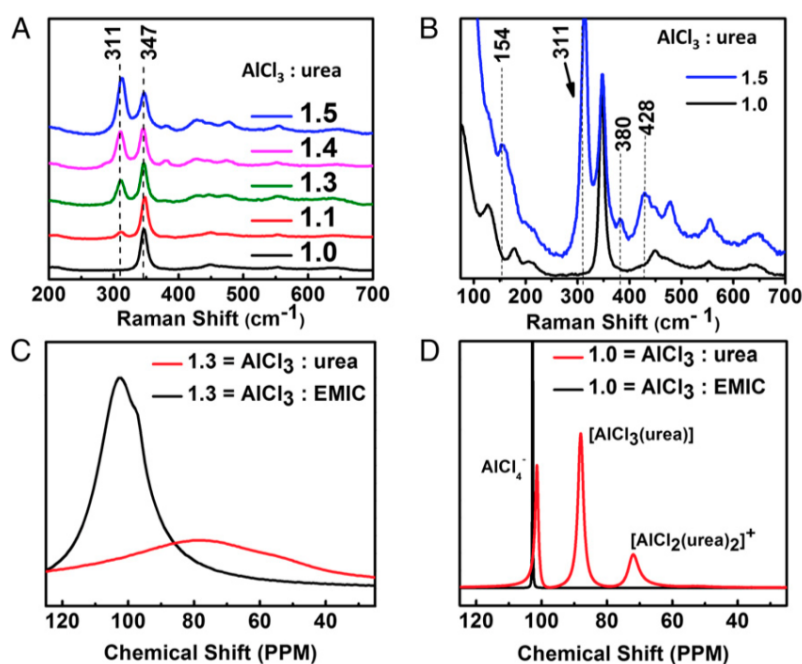 A
311
347
AlCl3 : urea
1.5
1.4
1.3
1.1
1.0
200 300 400 500 600 700
Raman Shift (cm-1)
B
154
311
380
428
AlCl3 : urea
1.5
1.0
100 200 300 400 500 600 700
Raman Shift (cm-1)
C
1.3 = AlCl3 : urea
1.3 = AlCl3 : EMIC
120 100 80 60 40
Chemical Shift (PPM)
D
1.0 = AlCl3 : urea
1.0 = AlCl3 : EMIC
AlCl4-
[AlCl3(urea)]
[AlCl2(urea)2]+
120 100 80 60 40
Chemical Shift (PPM)